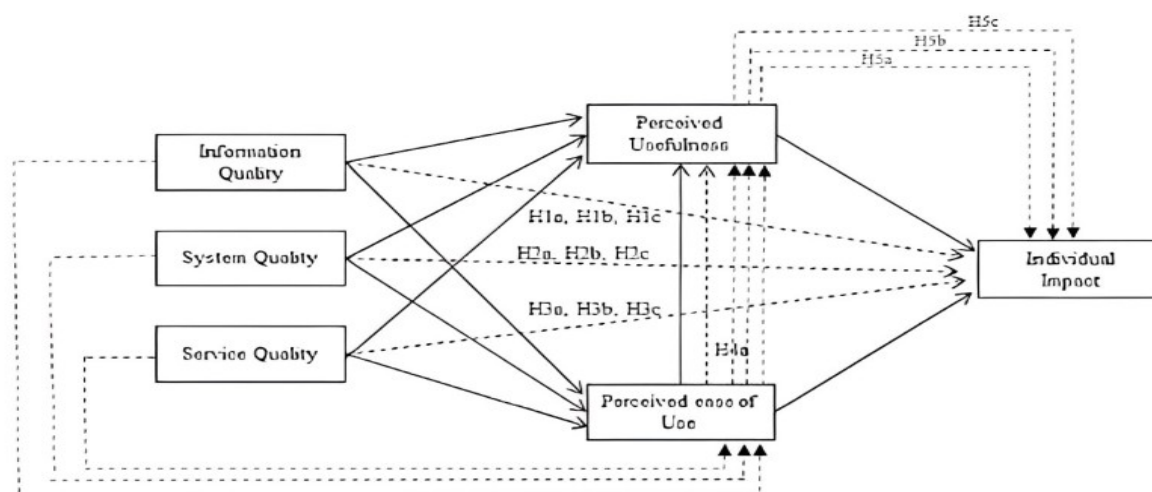 H5c
H5b
H5a
Perceived
Usefulness
Information
Quality
H1a, H1b, H1c
System Quality
H2a, H2b, H2c
Individual
Impact
H3a, H3b, H3c
Service Quality
H4a
Perceived ease of
Use